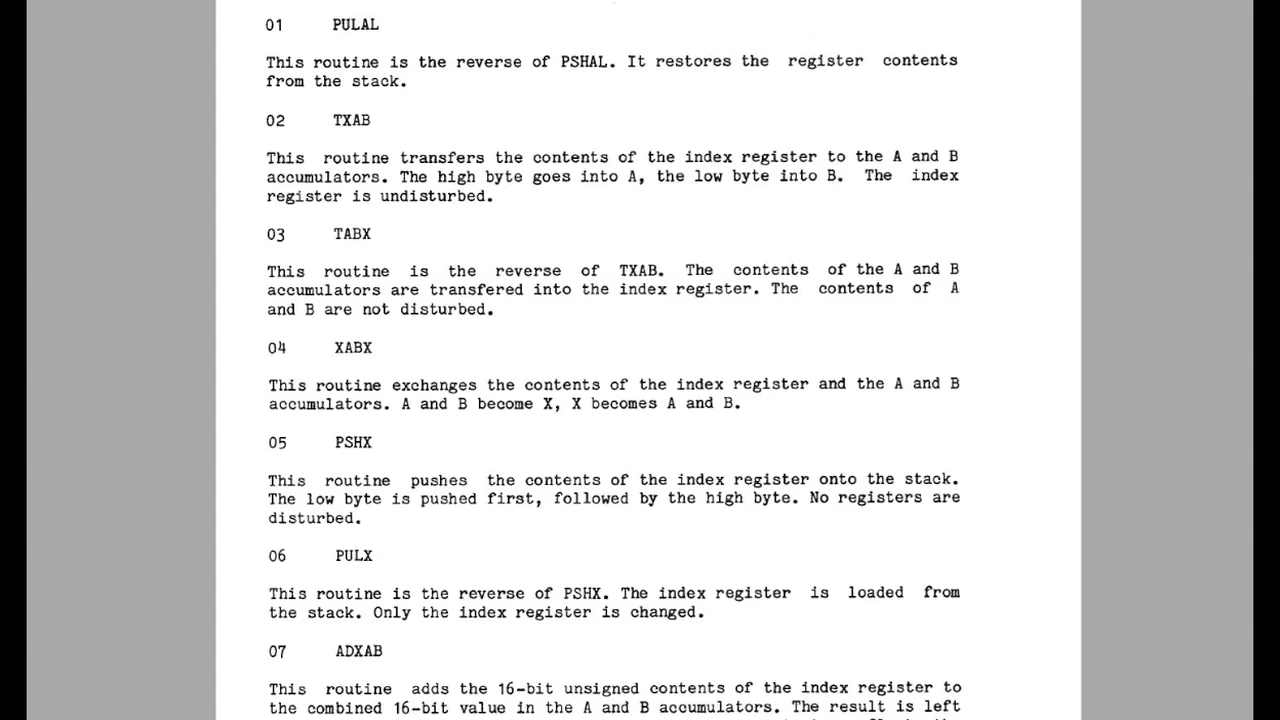 01 PULAL
This routine is the reverse of PSHAL. It restores the register contents
from the stack.
02 TXAB
This routine transfers the contents of the index register to the A and B
accumulators. The high byte goes into A, the low byte into B. The index
register is undisturbed.
03 TABX
This routine is the reverse of TXAB. The contents of the A and B
accumulators are transfered into the index register. The contents of A
and B are not disturbed.
04 XABX
This routine exchanges the contents of the index register and the A and B
accumulators. A and B become X, X becomes A and B.
05 PSHX
This routine pushes the contents of the index register onto the stack.
The low byte is pushed first, followed by the high byte. No registers are
disturbed.
06 PULX
This routine is the reverse of PSHX. The index register is loaded from
the stack. Only the index register is changed.
07 ADXAB
This routine adds the 16-bit unsigned contents of the index register to
the combined 16-bit value in the A and B accumulators. The result is left